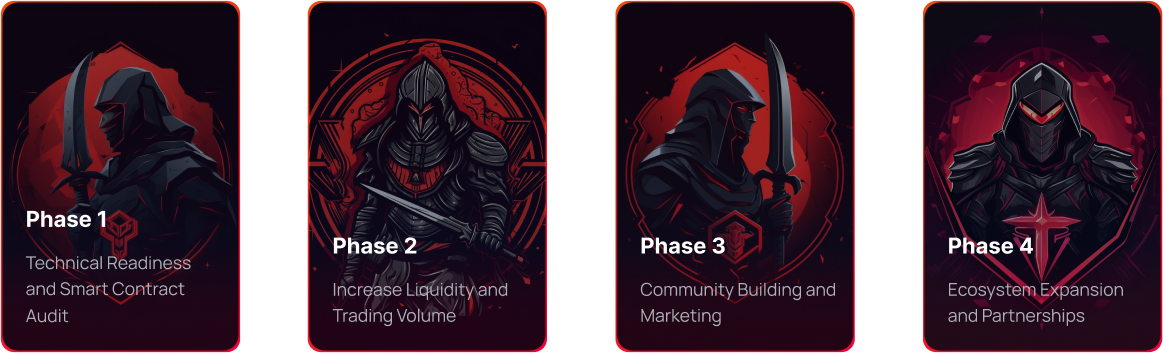 Phase 1
Technical Readiness
and Smart Contract
Audit
Phase 2
Increase Liquidity and
Trading Volume
Phase 3
Community Building and
Marketing
Phase 4
Ecosystem Expansion
and Partnerships